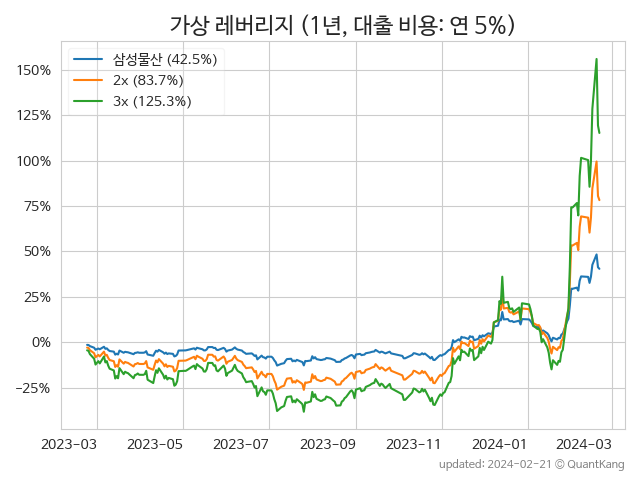 가상 레버리지 (1년, 대출 비용: 연 5%)
삼성물산 (42.5%)
2x (83.7%)
3x (125.3%)
150%
125%
100%
75%
50%
25%
0%
−25%
2023-03 2023-05 2023-07 2023-09 2023-11 2024-01 2024-03
updated: 2024-02-21 © QuantKang